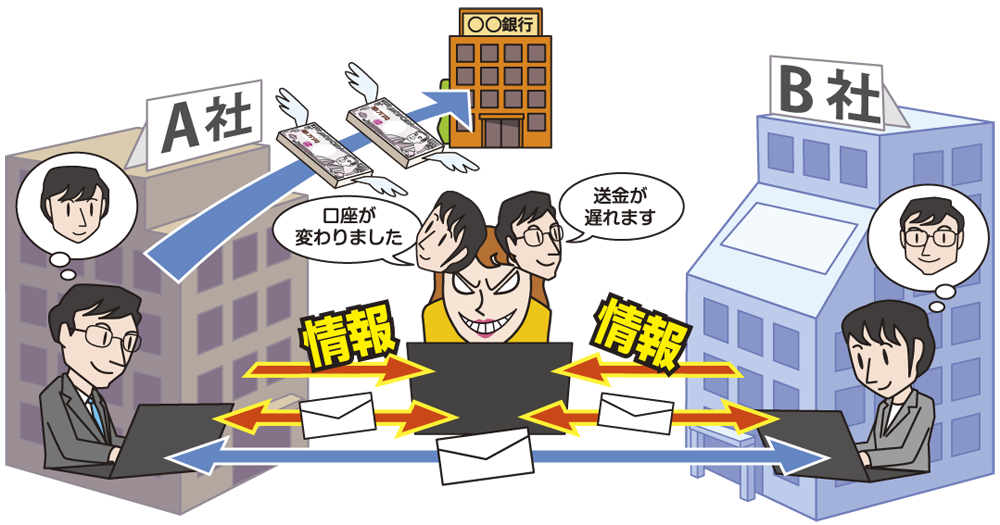 〇〇銀行
A社
B社
口座が
変わりました
送金が
遅れます
情報
情報